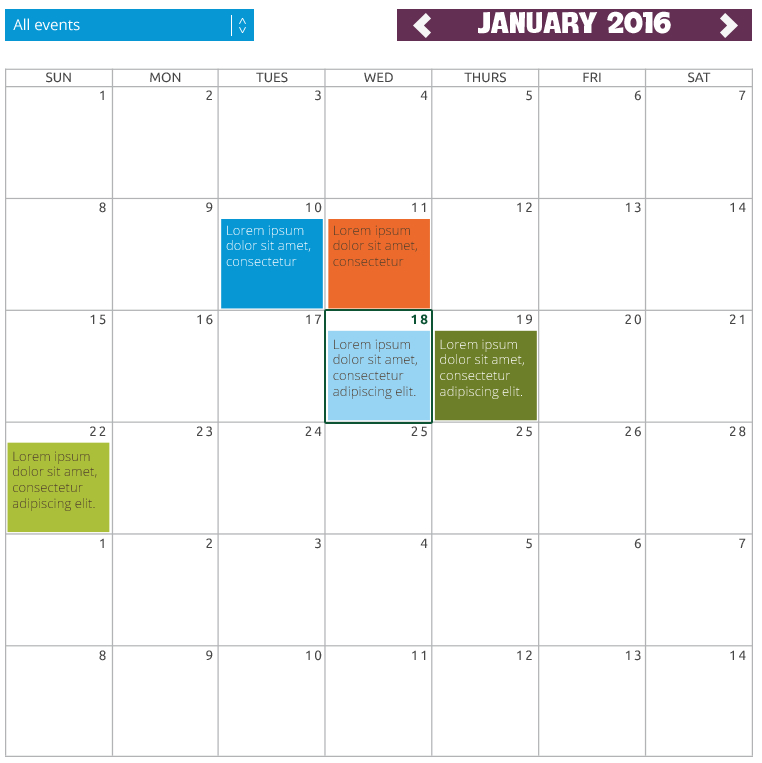 All events
JANUARY 2016
SUN MON TUES WED THURS FRI SAT
1 2 3 4 5 6 7
8 9 10 11 12 13 14
Lorem ipsum
dolor sit amet,
consectetur
Lorem ipsum
dolor sit amet,
consectetur
15 16 17 18 19 20 21
Lorem ipsum
dolor sit amet,
consectetur
adipiscing elit.
Lorem ipsum
dolor sit amet,
consectetur
adipiscing elit.
22 23 24 25 25 26 28
Lorem ipsum
dolor sit amet,
consectetur
adipiscing elit.
1 2 3 4 5 6 7
8 9 10 11 12 13 14